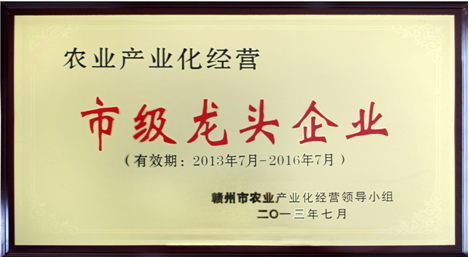 农业产业化经营
市级龙头企业
(有效期：2013年7月-2016年7月)
赣州市农业产业化经营领导小组
二〇一三年七月